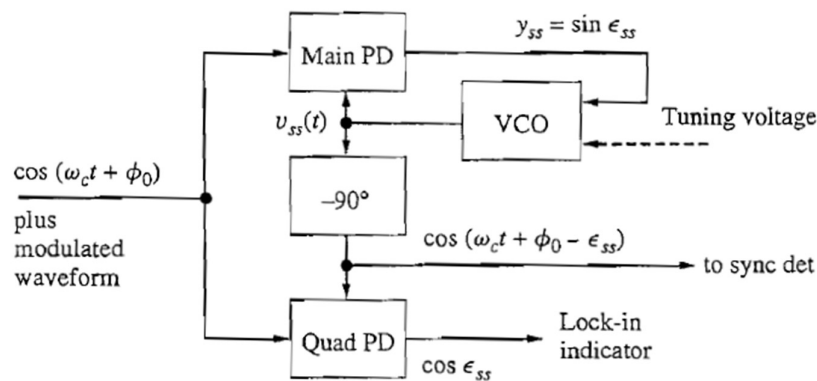 y_ss = sin ϵ_ss
Main PD
v_ss(t)
VCO
Tuning voltage
cos (ω_c t + ϕ_0)
plus
modulated
waveform
–90°
cos (ω_c t + ϕ_0 – ϵ_ss)
to sync det
Quad PD
cos ϵ_ss
Lock-in
indicator